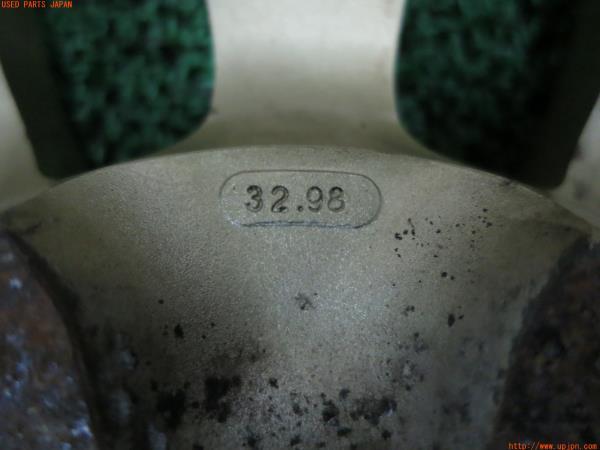 USED PARTS JAPAN
32.98
http://www.upjpn.com